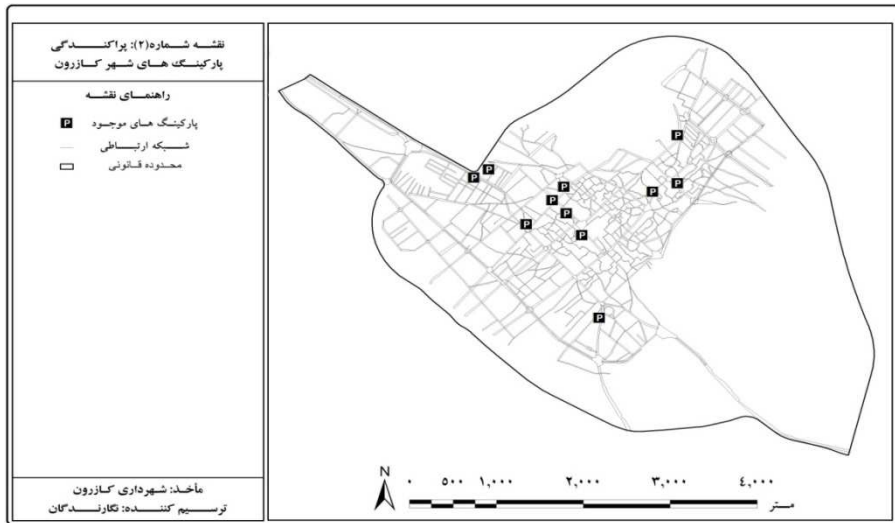 نقشه شماره(۲): پراکندگی
پارکینگ های شهر کازرون
راهنمای نقشه
P پارکینگ های موجود
شبکه ارتباطی
محدوده قانونی
P
P
P
P
P
P
P
P
P
P
P
N
۰ ۵۰۰ ۱,۰۰۰ ۲,۰۰۰ ۳,۰۰۰ ۴,۰۰۰
متر
مأخذ: شهرداری کازرون
ترسیم کننده: نگارندگان